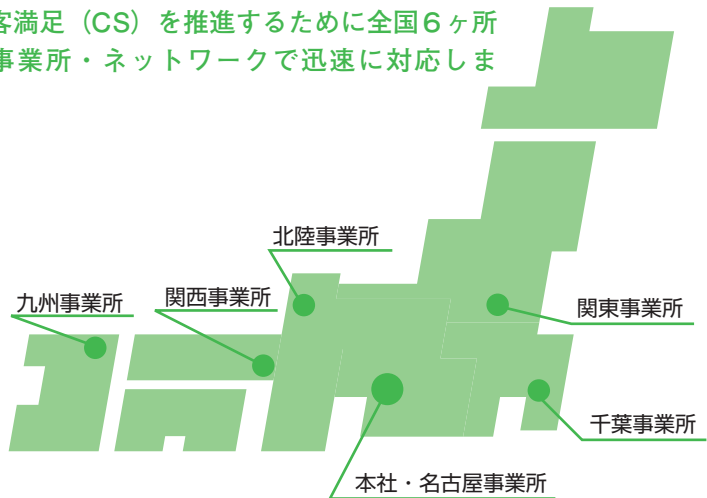 客満足（CS）を推進するために全国６ヶ所
事業所・ネットワークで迅速に対応しま
北陸事業所
九州事業所
関西事業所
関東事業所
千葉事業所
本社・名古屋事業所